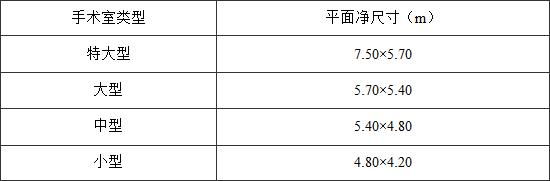 手术室类型 平面净尺寸（m）
特大型 7.50×5.70
大型 5.70×5.40
中型 5.40×4.80
小型 4.80×4.20